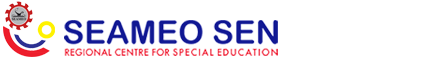 SEAMEO SEN
REGIONAL CENTRE FOR SPECIAL EDUCATION